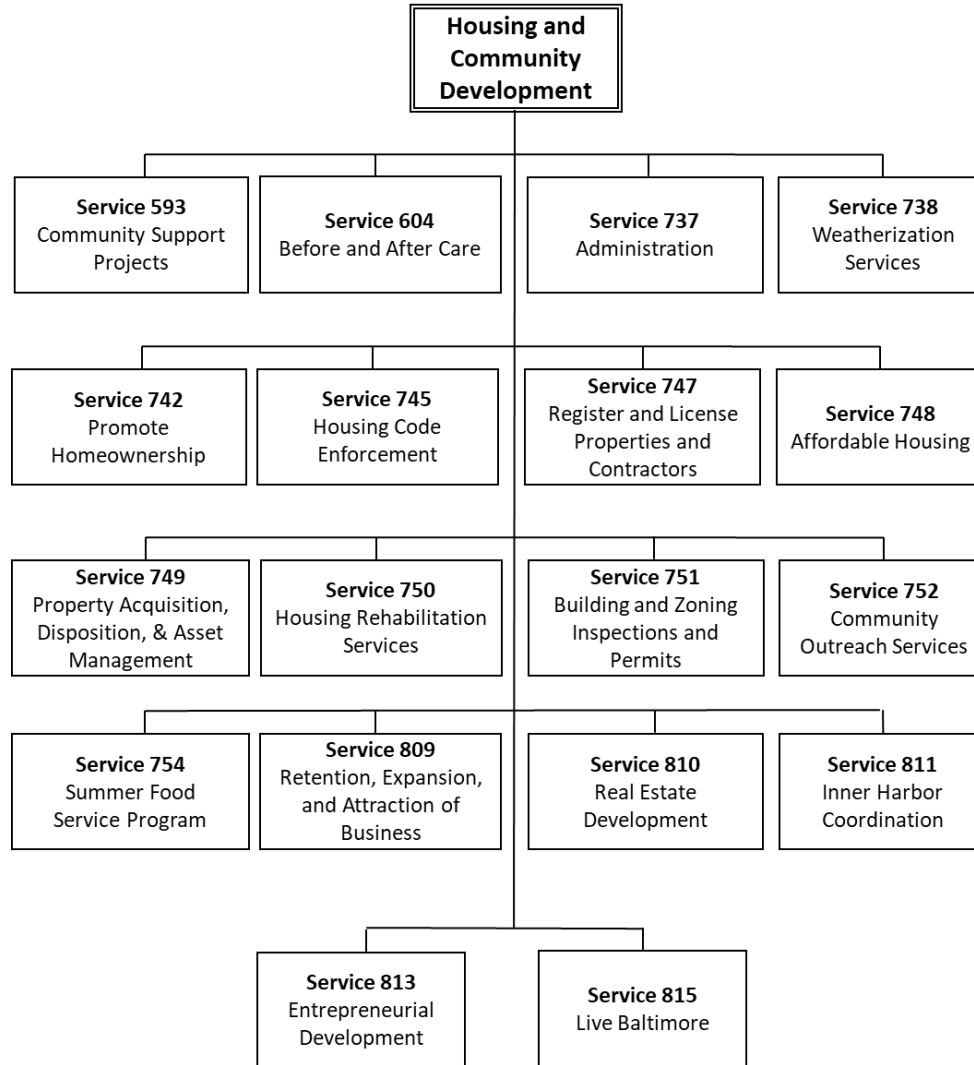 Housing and
Community
Development
Service 593
Community Support
Projects
Service 604
Before and After Care
Service 737
Administration
Service 738
Weatherization
Services
Service 742
Promote
Homeownership
Service 745
Housing Code
Enforcement
Service 747
Register and License
Properties and
Contractors
Service 748
Affordable Housing
Service 749
Property Acquisition,
Disposition, & Asset
Management
Service 750
Housing Rehabilitation
Services
Service 751
Building and Zoning
Inspections and
Permits
Service 752
Community
Outreach Services
Service 754
Summer Food
Service Program
Service 809
Retention, Expansion,
and Attraction of
Business
Service 810
Real Estate
Development
Service 811
Inner Harbor
Coordination
Service 813
Entrepreneurial
Development
Service 815
Live Baltimore